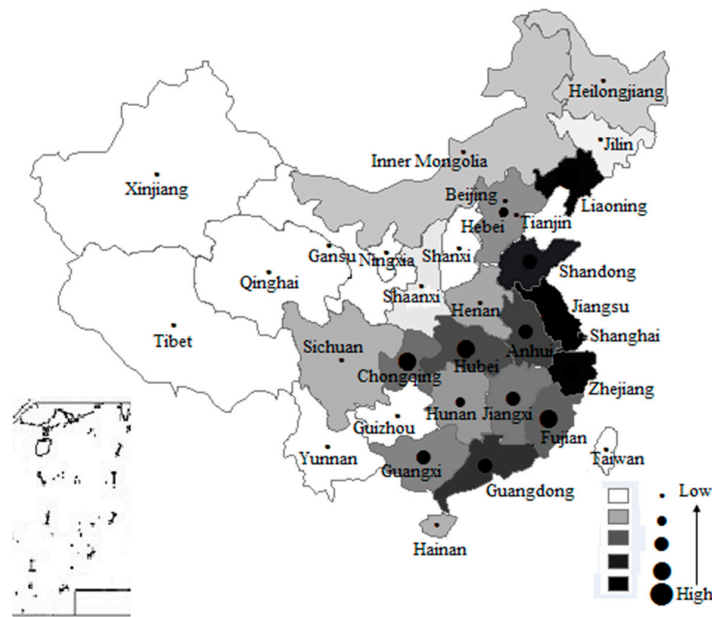 Heilongjiang
Jilin
Inner Mongolia
Xinjiang
Beijing
Liaoning
Hebei
Tianjin
Gansu
Ningxia
Shanxi
Qinghai
Shandong
Shaanxi
Henan
Jiangsu
Tibet
Shanghai
Sichuan
Hubei
Anhui
Chongqing
Zhejiang
Hunan
Jiangxi
Guizhou
Fujian
Yunnan
Taiwan
Guangxi
Guangdong
Low
Hainan
High